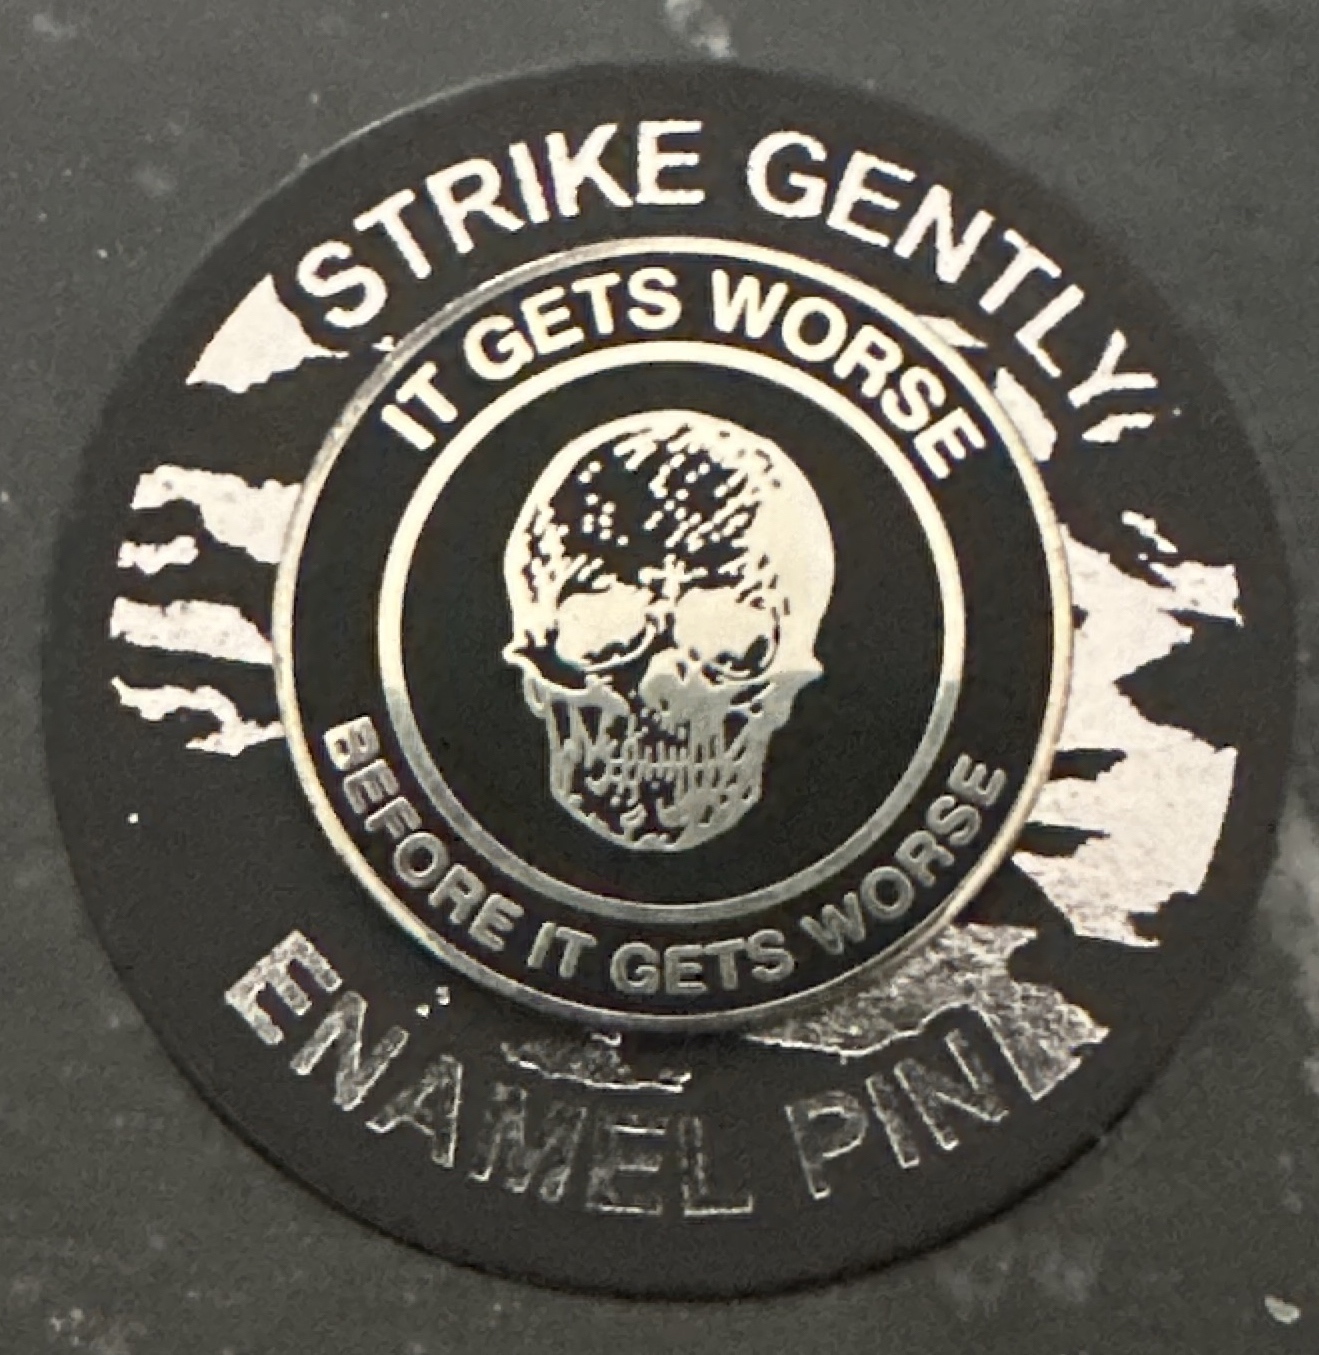 STRIKE GENTLY
IT GETS WORSE
BEFORE IT GETS WORSE
ENAMEL PIN